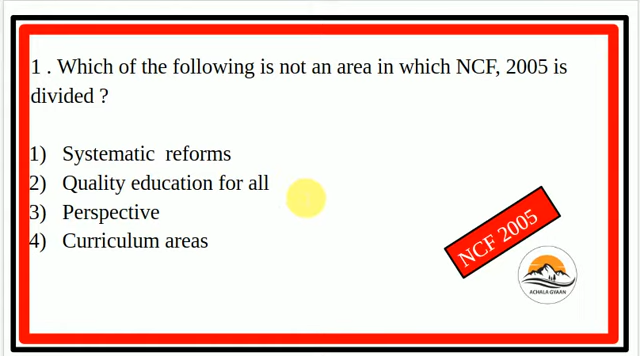 1 . Which of the following is not an area in which NCF, 2005 is
divided ?
1) Systematic reforms
2) Quality education for all
3) Perspective
4) Curriculum areas
NCF 2005
ACHALA GYAAN